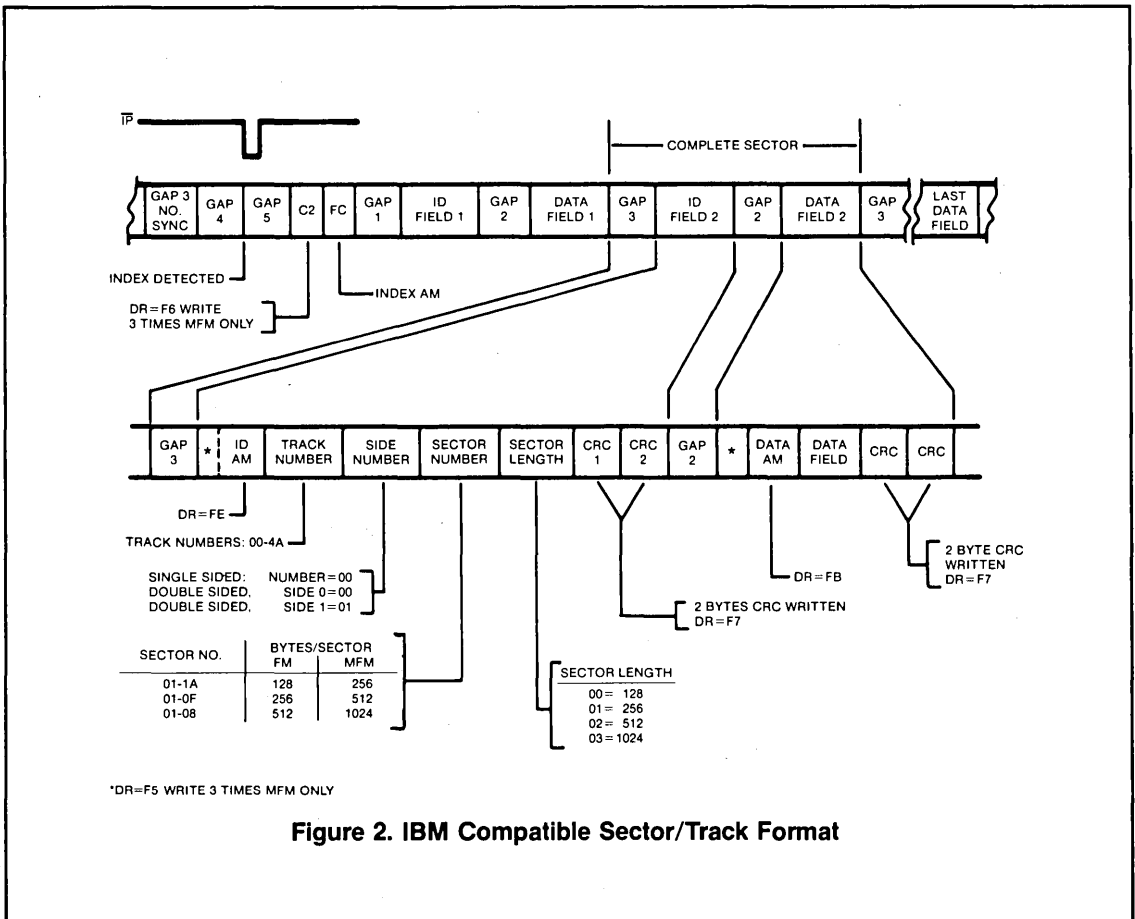 IP
COMPLETE SECTOR
GAP 3 NO. SYNC
GAP 4
GAP 5
C2
FC
GAP 1
ID FIELD 1
GAP 2
DATA FIELD 1
GAP 3
ID FIELD 2
GAP 2
DATA FIELD 2
GAP 3
LAST DATA FIELD
INDEX DETECTED
INDEX AM
DR=F6 WRITE
3 TIMES MFM ONLY
GAP 3
*
ID AM
TRACK NUMBER
SIDE NUMBER
SECTOR NUMBER
SECTOR LENGTH
CRC 1
CRC 2
GAP 2
*
DATA AM
DATA FIELD
CRC
CRC
DR=FE
TRACK NUMBERS: 00-4A
SINGLE SIDED: NUMBER=00
DOUBLE SIDED, SIDE 0=00
DOUBLE SIDED, SIDE 1=01
DR=FB
2 BYTE CRC
WRITTEN
DR=F7
2 BYTES CRC WRITTEN
DR=F7
SECTOR NO. BYTES/SECTOR
FM MFM
01-1A 128 256
01-0F 256 512
01-08 512 1024
SECTOR LENGTH
00= 128
01= 256
02= 512
03=1024
*DR=F5 WRITE 3 TIMES MFM ONLY
Figure 2. IBM Compatible Sector/Track Format